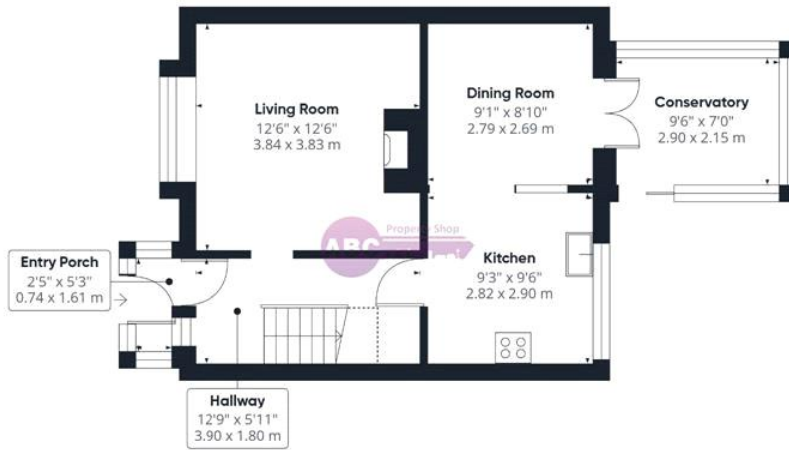 Living Room
12'6" x 12'6"
3.84 x 3.83 m
Dining Room
9'1" x 8'10"
2.79 x 2.69 m
Conservatory
9'6" x 7'0"
2.90 x 2.15 m
Property Shop
ABC
Entry Porch
2'5" x 5'3"
0.74 x 1.61 m
Kitchen
9'3" x 9'6"
2.82 x 2.90 m
Hallway
12'9" x 5'11"
3.90 x 1.80 m